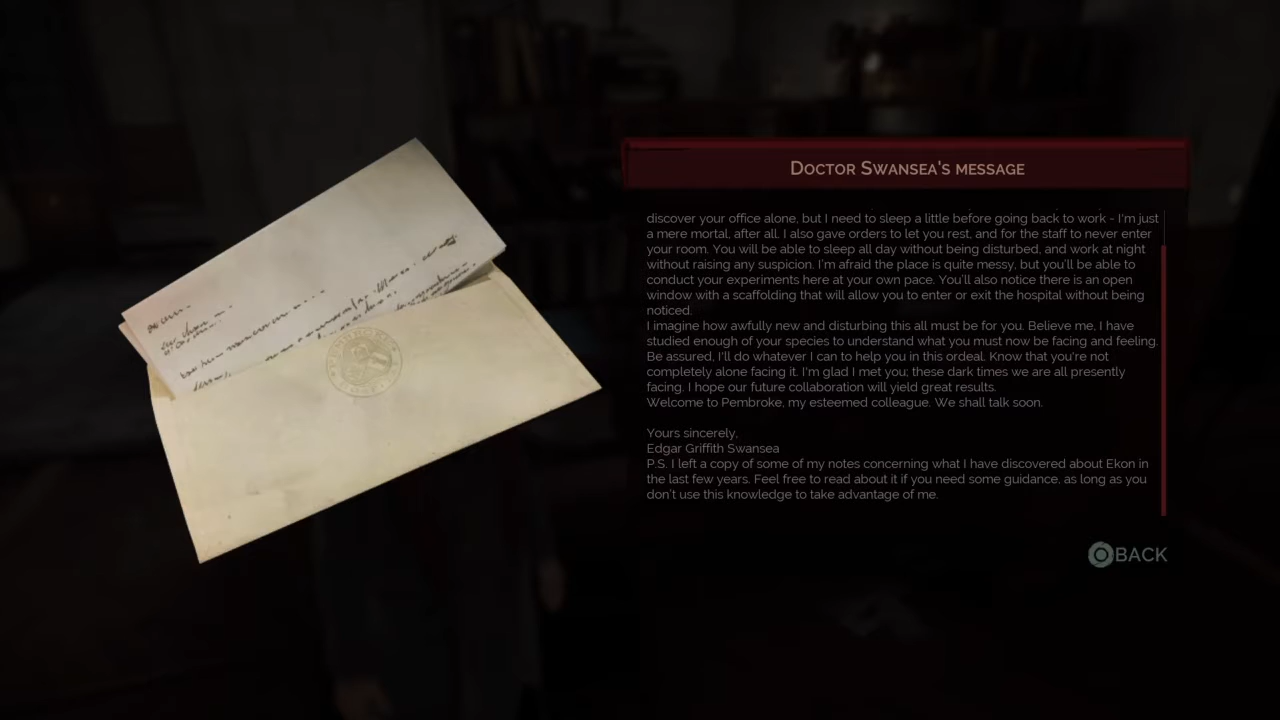 DOCTOR SWANSEA'S MESSAGE
discover your office alone, but I need to sleep a little before going back to work - I'm just
a mere mortal, after all. I also gave orders to let you rest, and for the staff to never enter
your room. You will be able to sleep all day without being disturbed, and work at night
without raising any suspicion. I'm afraid the place is quite messy, but you'll be able to
conduct your experiments here at your own pace. You'll also notice there is an open
window with a scaffolding that will allow you to enter or exit the hospital without being
noticed.
I imagine how awfully new and disturbing this all must be for you. Believe me, I have
studied enough of your species to understand what you must now be facing and feeling.
Be assured, I'll do whatever I can to help you in this ordeal. Know that you're not
completely alone facing it. I'm glad I met you; these dark times we are all presently
facing. I hope our future collaboration will yield great results.
Welcome to Pembroke, my esteemed colleague. We shall talk soon.
Yours sincerely,
Edgar Griffith Swansea
P.S. I left a copy of some of my notes concerning what I have discovered about Ekon in
the last few years. Feel free to read about it if you need some guidance, as long as you
don't use this knowledge to take advantage of me.
BACK